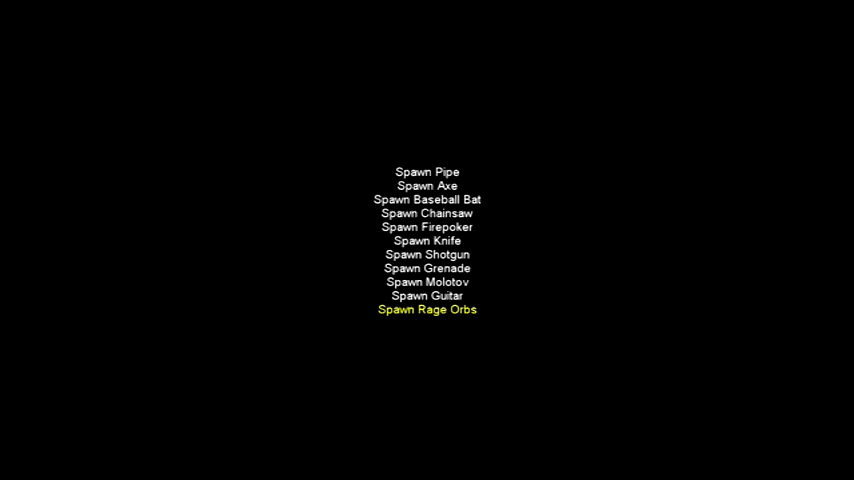 Spawn Pipe
Spawn Axe
Spawn Baseball Bat
Spawn Chainsaw
Spawn Firepoker
Spawn Knife
Spawn Shotgun
Spawn Grenade
Spawn Molotov
Spawn Guitar
Spawn Rage Orbs